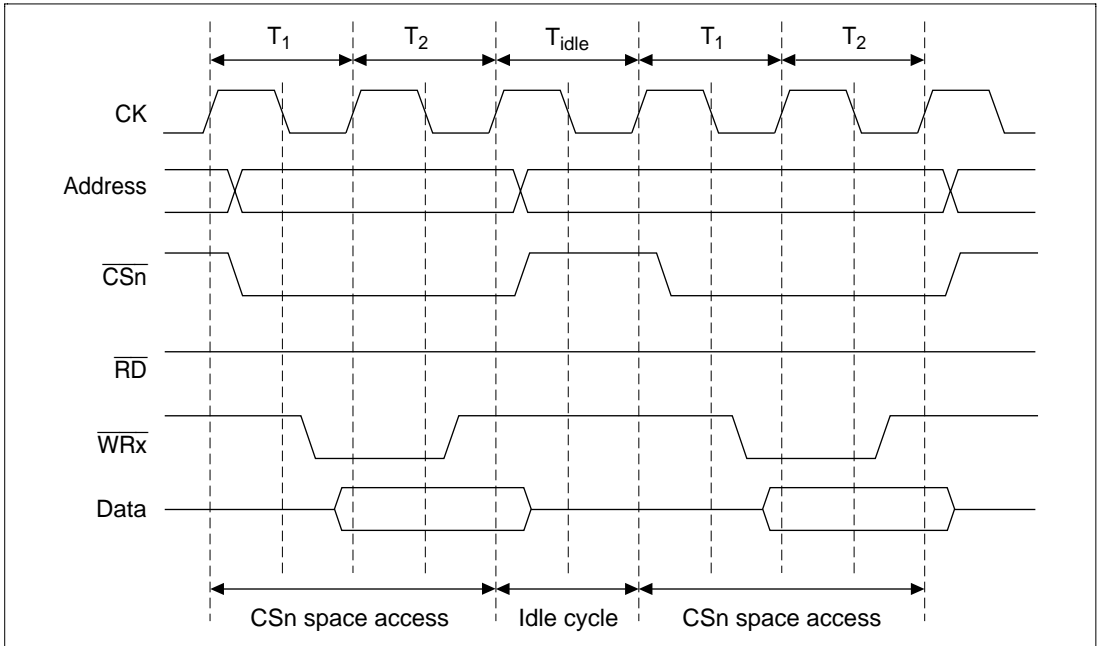 T1 T2 Tidle T1 T2
CK
Address
CSn
RD
WRx
Data
CSn space access Idle cycle CSn space access